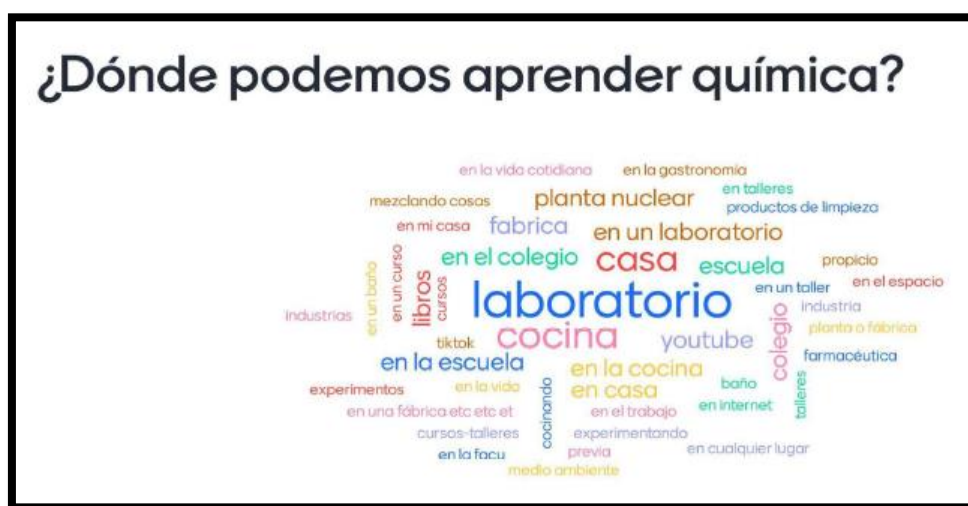 ¿Dónde podemos aprender química?
en la vida cotidiana
en la gastronomía
mezclando cosas
planta nuclear
en talleres
productos de limpieza
en mi casa
fabrica
en un laboratorio
en el colegio
casa
escuela
propicio
en un baño
en un curso
libros
cursos
laboratorio
en un taller
en el espacio
industrias
industria
cocina
youtube
colegio
planta o fábrica
tiktok
en la escuela
en la cocina
farmacéutica
experimentos
en la vida
cocinando
en casa
baño
talleres
en una fábrica etc etc et
en el trabajo
en internet
cursos-talleres
experimentando
en la facu
previa
en cualquier lugar
medio ambiente